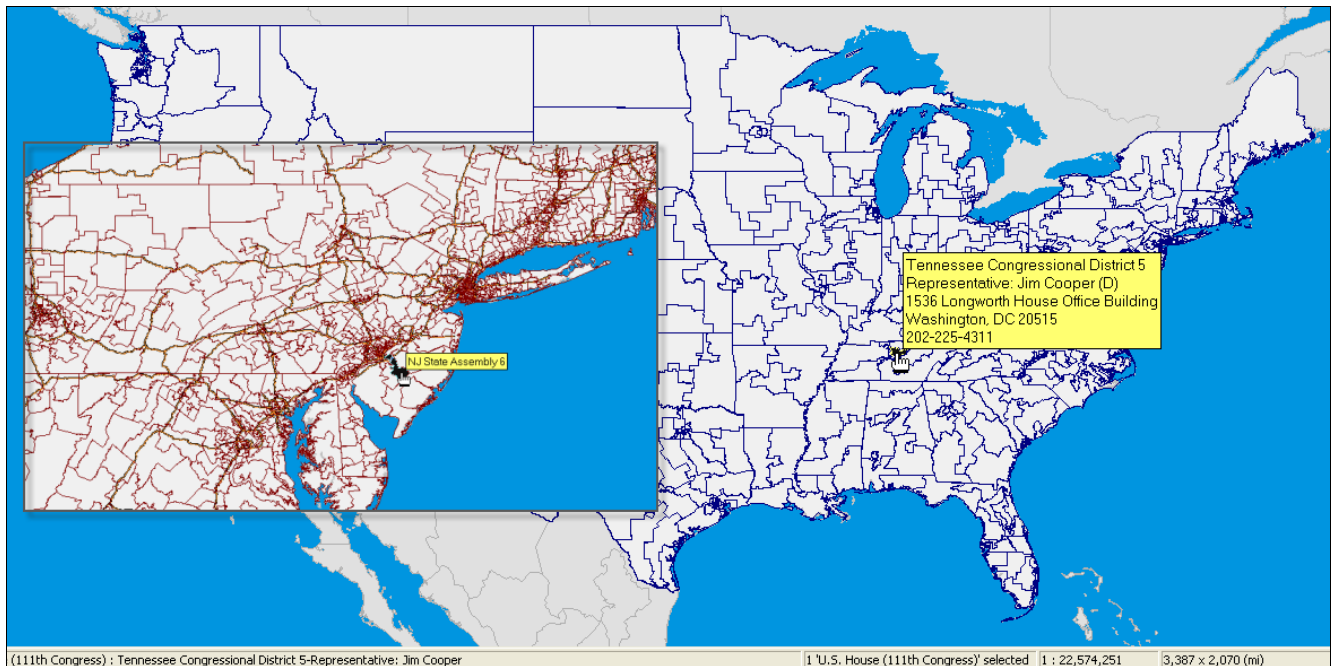 NJ State Assembly 6
Tennessee Congressional District 5
Representative: Jim Cooper (D)
1536 Longworth House Office Building
Washington, DC 20515
202-225-4311
(111th Congress) : Tennessee Congressional District 5-Representative: Jim Cooper
1 'U.S. House (111th Congress)' selected
1 : 22,574,251
3,387 x 2,070 (mi)